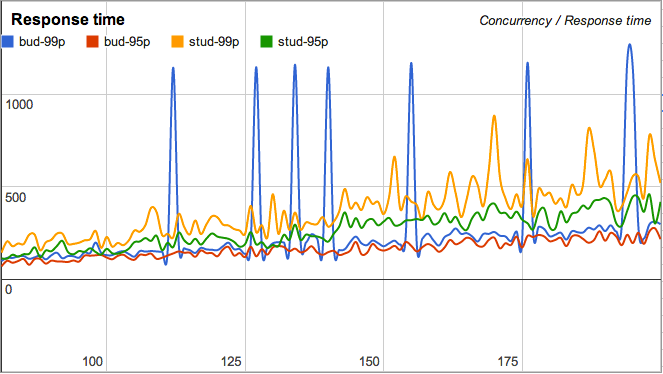 Response time
Concurrency / Response time
bud-99p bud-95p stud-99p stud-95p
1000
500
0
100 125 150 175